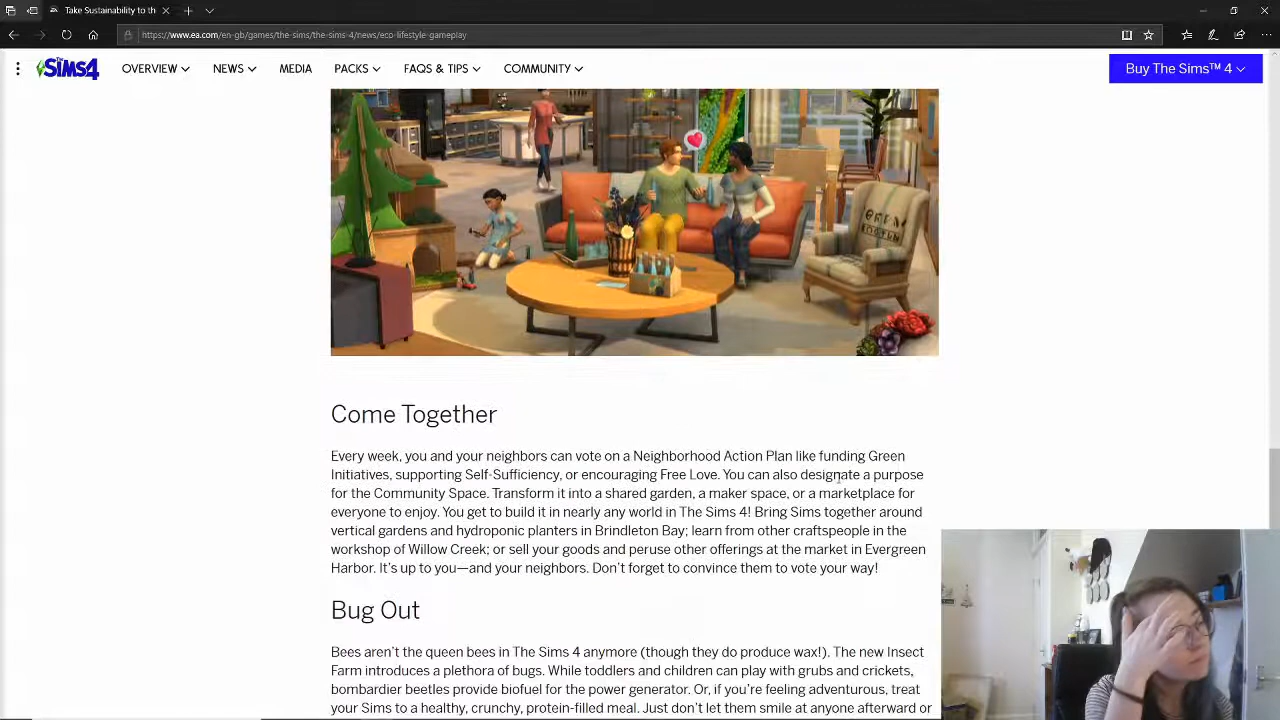 Take Sustainability to th
https://www.ea.com/en-gb/games/the-sims/the-sims-4/news/eco-lifestyle-gameplay
THE SIMS 4
OVERVIEW
NEWS
MEDIA
PACKS
FAQS & TIPS
COMMUNITY
Buy The Sims™ 4
Come Together
Every week, you and your neighbors can vote on a Neighborhood Action Plan like funding Green
Initiatives, supporting Self-Sufficiency, or encouraging Free Love. You can also designate a purpose
for the Community Space. Transform it into a shared garden, a maker space, or a marketplace for
everyone to enjoy. You get to build it in nearly any world in The Sims 4! Bring Sims together around
vertical gardens and hydroponic planters in Brindleton Bay; learn from other craftspeople in the
workshop of Willow Creek; or sell your goods and peruse other offerings at the market in Evergreen
Harbor. It's up to you—and your neighbors. Don't forget to convince them to vote your way!
Bug Out
Bees aren't the queen bees in The Sims 4 anymore (though they do produce wax!). The new Insect
Farm introduces a plethora of bugs. While toddlers and children can play with grubs and crickets,
bombardier beetles provide biofuel for the power generator. Or, if you're feeling adventurous, treat
your Sims to a healthy, crunchy, protein-filled meal. Just don't let them smile at anyone afterward or